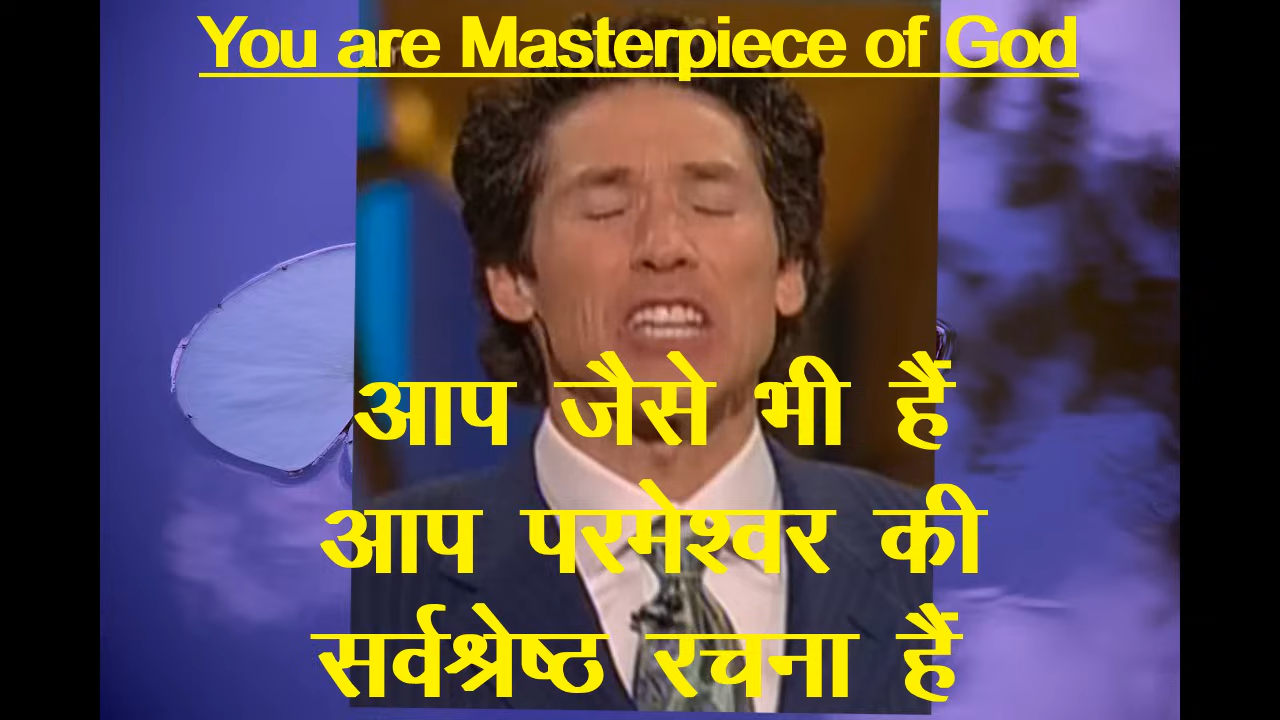 You are Masterpiece of God
आप जैसे भी हैं
आप परमेश्वर की
सर्वश्रेष्ठ रचना हैं